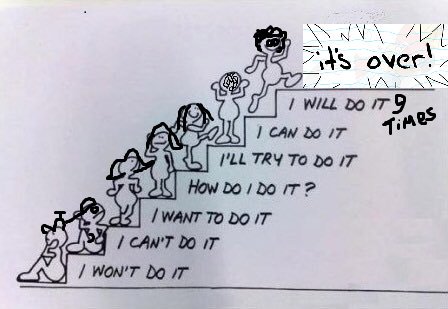 it's over!
I WILL DO IT 9
TIMES
I CAN DO IT
I'LL TRY TO DO IT
HOW DO I DO IT?
I WANT TO DO IT
I CAN'T DO IT
I WON'T DO IT